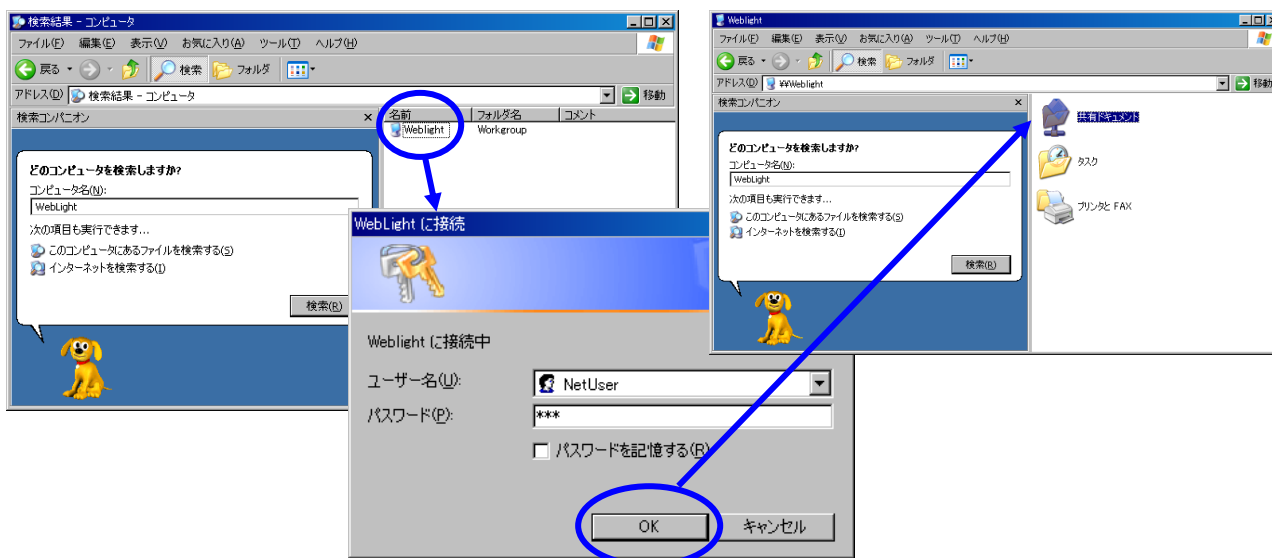 検索結果 - コンピュータ
ファイル(F) 編集(E) 表示(V) お気に入り(A) ツール(T) ヘルプ(H)
戻る 検索 フォルダ
アドレス(D) 検索結果 - コンピュータ 移動
検索コンパニオン
名前 フォルダ名 コメント
Weblight Workgroup
どのコンピュータを検索しますか?
コンピュータ名(N):
WebLight
次の項目も実行できます...
このコンピュータにあるファイルを検索する(S)
インターネットを検索する(I)
検索(R)
WebLight に接続
Weblight に接続中
ユーザー名(U):
NetUser
パスワード(P):
***
パスワードを記憶する(R)
OK キャンセル
Weblight
ファイル(F) 編集(E) 表示(V) お気に入り(A) ツール(T) ヘルプ(H)
戻る 検索 フォルダ
アドレス(D) ¥¥Weblight 移動
検索コンパニオン
どのコンピュータを検索しますか?
コンピュータ名(N):
WebLight
次の項目も実行できます...
このコンピュータにあるファイルを検索する(S)
インターネットを検索する(I)
検索(R)
共有ドキュメント
タスク
プリンタと FAX